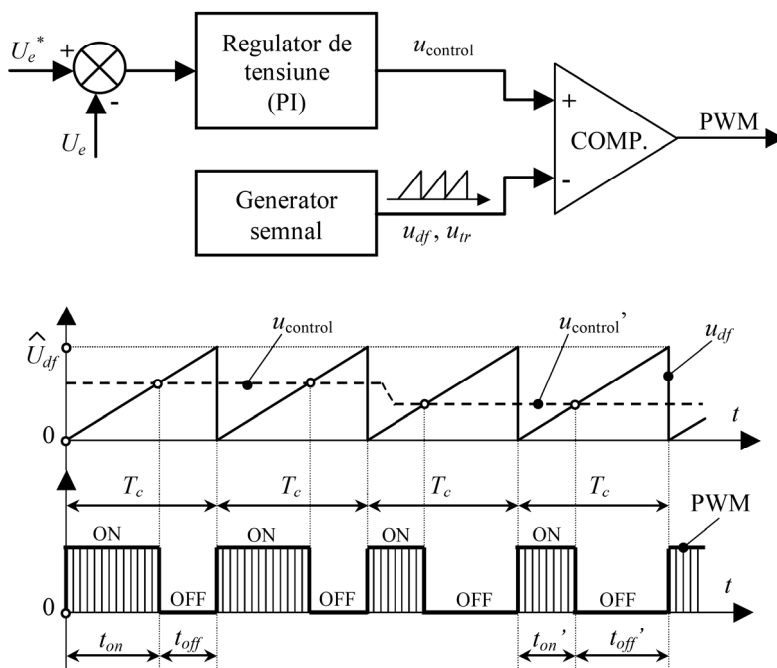 U_e*
+
-
U_e
Regulator de
tensiune
(PI)
u_control
+
-
COMP.
PWM
Generator
semnal
u_df, u_tr
Û_df
u_control
u_control'
u_df
0
t
T_c T_c T_c T_c
PWM
ON ON ON ON
OFF OFF OFF OFF
0
t
t_on t_off t_on' t_off'